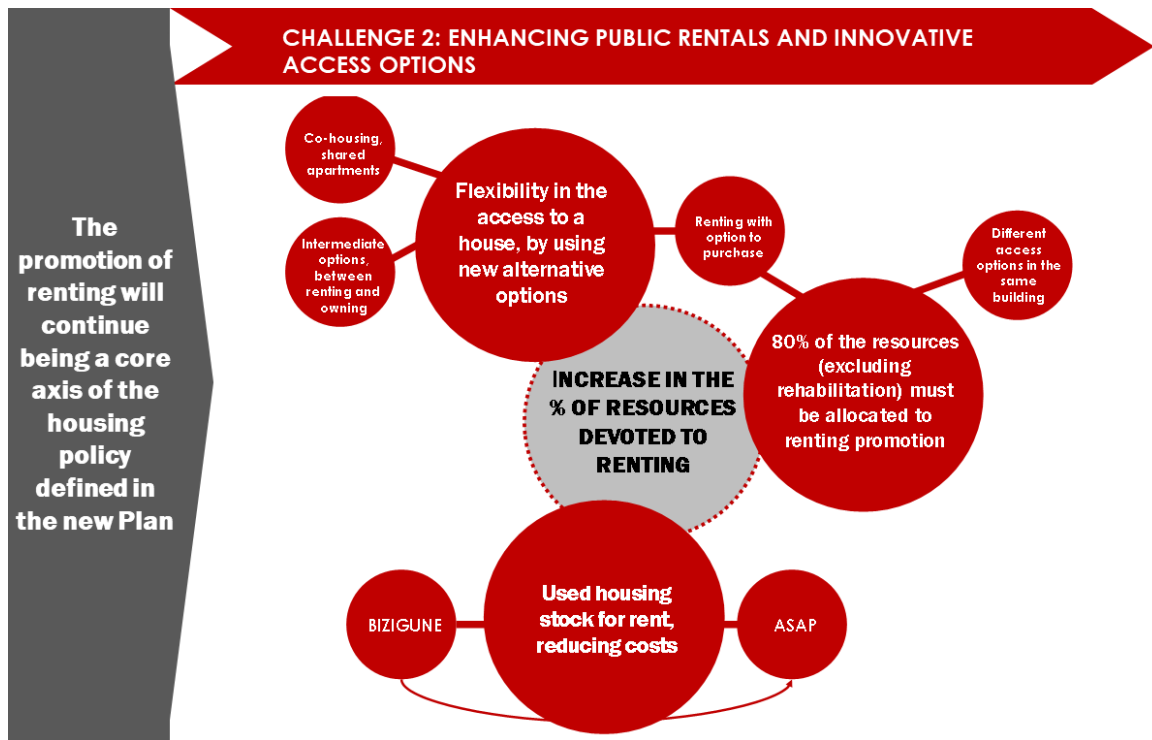 CHALLENGE 2: ENHANCING PUBLIC RENTALS AND INNOVATIVE
ACCESS OPTIONS
The
promotion of
renting will
continue
being a core
axis of the
housing
policy
defined in
the new Plan
Co-housing,
shared
apartments
Intermediate
options,
between
renting and
owning
Flexibility in the
access to a
house, by using
new alternative
options
Renting with
option to
purchase
Different
access
options in the
same
building
80% of the resources
(excluding
rehabilitation) must
be allocated to
renting promotion
INCREASE IN THE
% OF RESOURCES
DEVOTED TO
RENTING
BIZIGUNE
Used housing
stock for rent,
reducing costs
ASAP